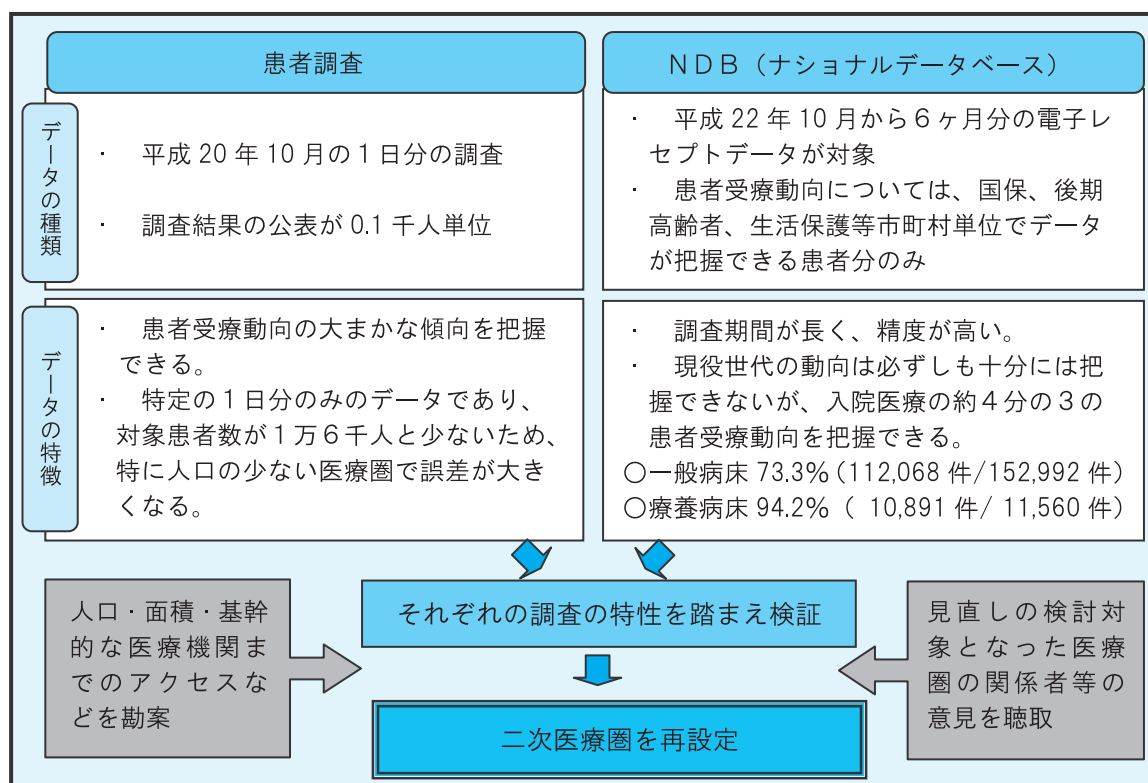 患者調査
NDB(ナショナルデータベース)
データの種類
・ 平成 20 年 10 月の1日分の調査
・ 調査結果の公表が 0.1 千人単位
・ 平成 22 年 10 月から6ヶ月分の電子レ
セプトデータが対象
・ 患者受療動向については、国保、後期
高齢者、生活保護等市町村単位でデータ
が把握できる患者分のみ
データの特徴
・ 患者受療動向の大まかな傾向を把握
できる。
・ 特定の1日分のみのデータであり、
対象患者数が1万6千人と少ないため、
特に人口の少ない医療圏で誤差が大き
くなる。
・ 調査期間が長く、精度が高い。
・ 現役世代の動向は必ずしも十分には把
握できないが、入院医療の約4分の3の
患者受療動向を把握できる。
○一般病床 73.3%(112,068 件/152,992 件)
○療養病床 94.2%( 10,891 件/ 11,560 件)
人口・面積・基幹
的な医療機関ま
でのアクセスな
どを勘案
それぞれの調査の特性を踏まえ検証
見直しの検討対
象となった医療
圏の関係者等の
意見を聴取
二次医療圏を再設定